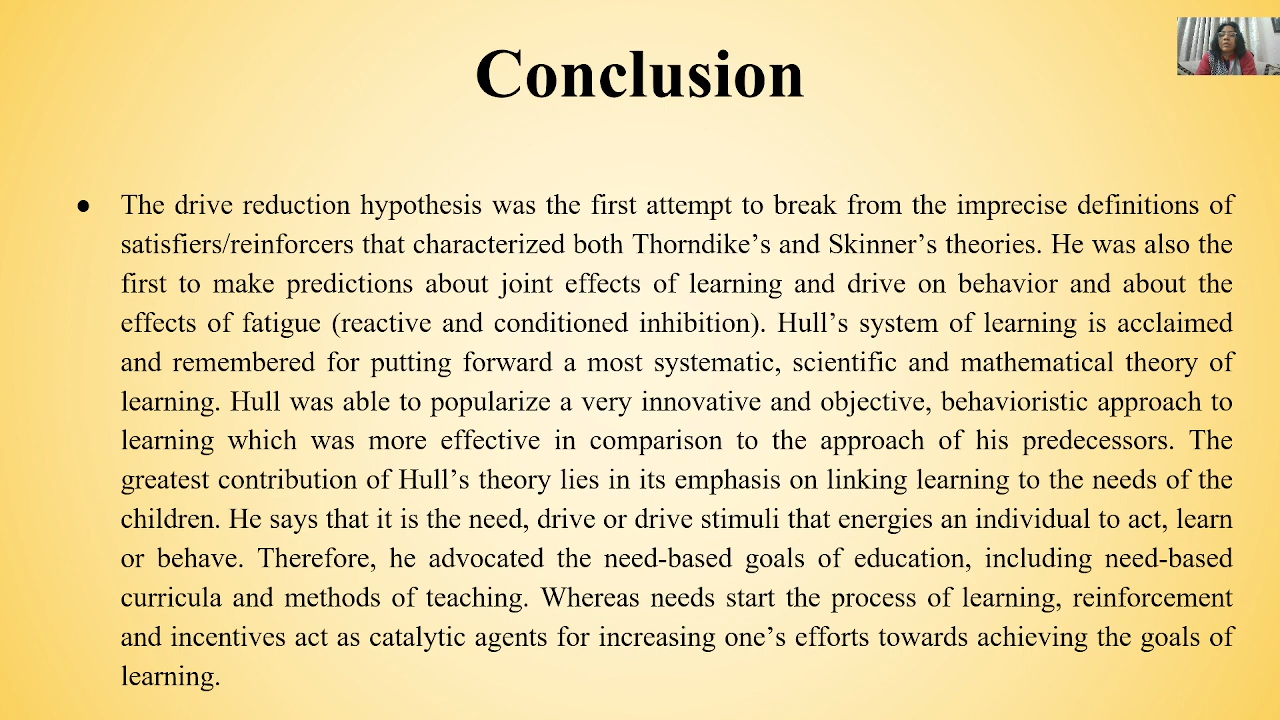 Conclusion
● The drive reduction hypothesis was the first attempt to break from the imprecise definitions of
satisfiers/reinforcers that characterized both Thorndike’s and Skinner’s theories. He was also the
first to make predictions about joint effects of learning and drive on behavior and about the
effects of fatigue (reactive and conditioned inhibition). Hull’s system of learning is acclaimed
and remembered for putting forward a most systematic, scientific and mathematical theory of
learning. Hull was able to popularize a very innovative and objective, behavioristic approach to
learning which was more effective in comparison to the approach of his predecessors. The
greatest contribution of Hull’s theory lies in its emphasis on linking learning to the needs of the
children. He says that it is the need, drive or drive stimuli that energies an individual to act, learn
or behave. Therefore, he advocated the need-based goals of education, including need-based
curricula and methods of teaching. Whereas needs start the process of learning, reinforcement
and incentives act as catalytic agents for increasing one’s efforts towards achieving the goals of
learning.